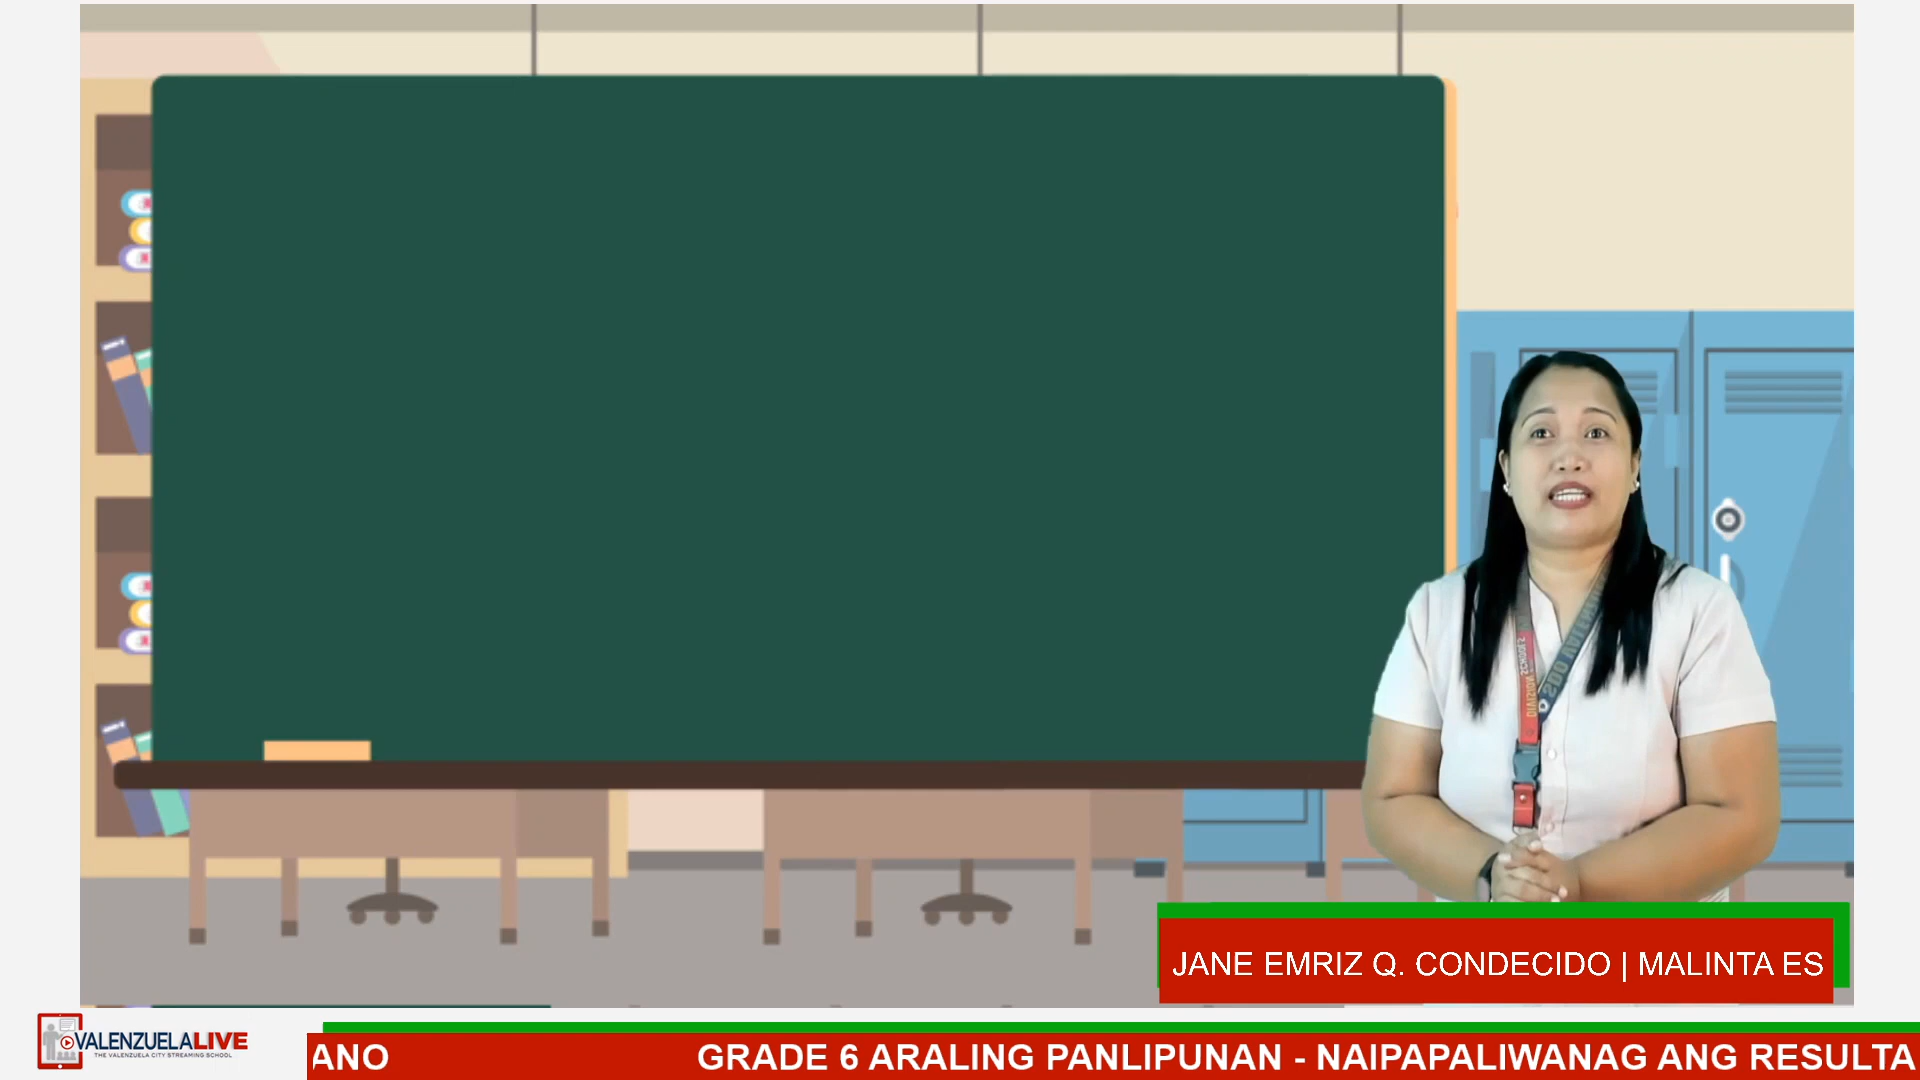 JANE EMRIZ Q. CONDECIDO | MALINTA ES
VALENZUELALIVE
THE VALENZUELA CITY STREAMING SCHOOL
ANO GRADE 6 ARALING PANLIPUNAN - NAIPAPALIWANAG ANG RESULTA